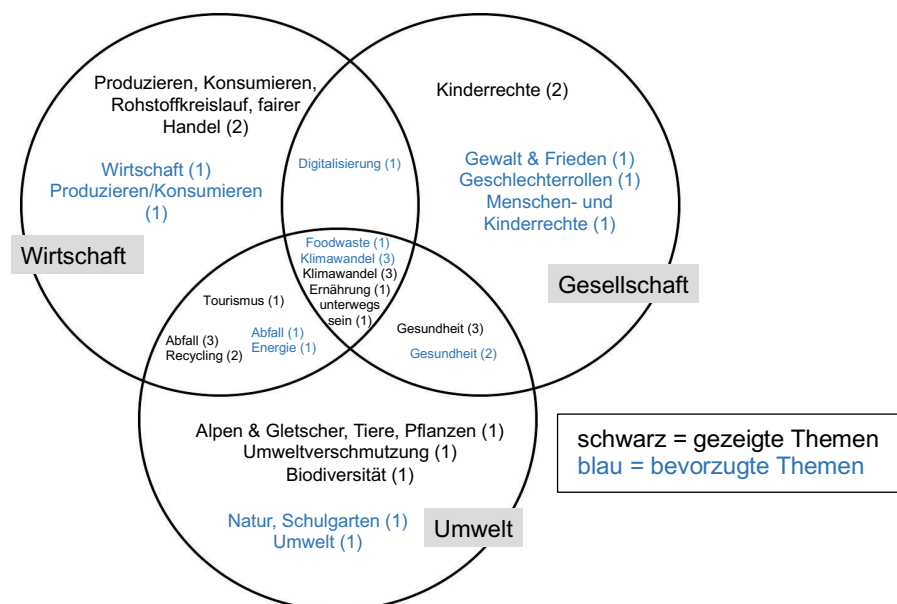 Produzieren, Konsumieren,
Rohstoffkreislauf, fairer
Handel (2)
Wirtschaft (1)
Produzieren/Konsumieren
(1)
Wirtschaft
Digitalisierung (1)
Kinderrechte (2)
Gewalt & Frieden (1)
Geschlechterrollen (1)
Menschen- und
Kinderrechte (1)
Gesellschaft
Foodwaste (1)
Klimawandel (3)
Klimawandel (3)
Ernährung (1)
unterwegs
sein (1)
Tourismus (1)
Abfall (3)
Recycling (2)
Abfall (1)
Energie (1)
Gesundheit (3)
Gesundheit (2)
Alpen & Gletscher, Tiere, Pflanzen (1)
Umweltverschmutzung (1)
Biodiversität (1)
Natur, Schulgarten (1)
Umwelt (1)
Umwelt
schwarz = gezeigte Themen
blau = bevorzugte Themen